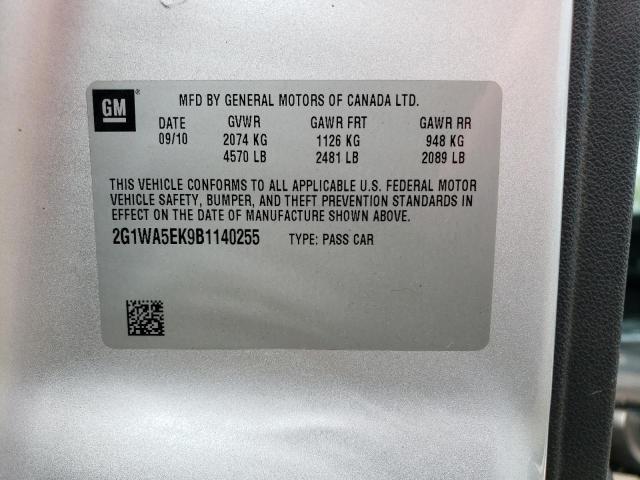 GM®
MFD BY GENERAL MOTORS OF CANADA LTD.
DATE GVWR GAWR FRT GAWR RR
09/10 2074 KG 1126 KG 948 KG
4570 LB 2481 LB 2089 LB
THIS VEHICLE CONFORMS TO ALL APPLICABLE U.S. FEDERAL MOTOR
VEHICLE SAFETY, BUMPER, AND THEFT PREVENTION STANDARDS IN
EFFECT ON THE DATE OF MANUFACTURE SHOWN ABOVE.
2G1WA5EK9B1140255 TYPE: PASS CAR